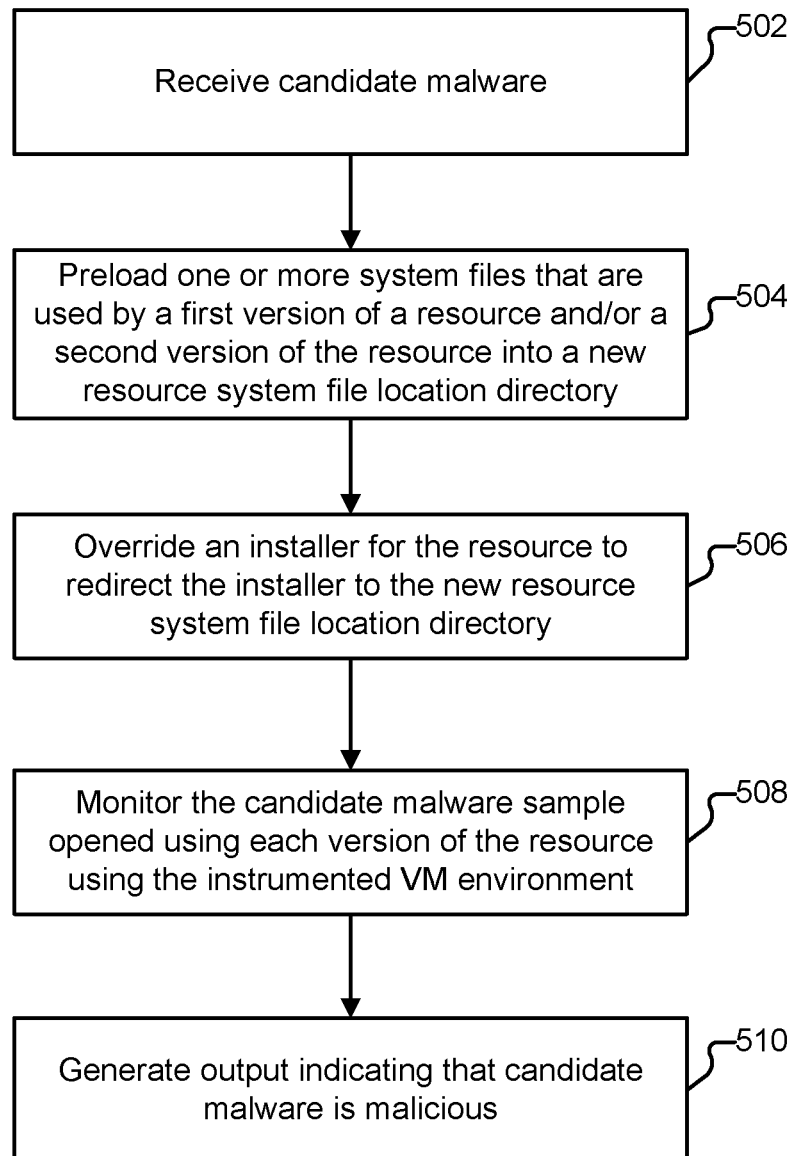 502
Receive candidate malware
Preload one or more system files that are
used by a first version of a resource and/or a
second version of the resource into a new
resource system file location directory
504
Override an installer for the resource to
redirect the installer to the new resource
system file location directory
506
Monitor the candidate malware sample
opened using each version of the resource
using the instrumented VM environment
508
Generate output indicating that candidate
malware is malicious
510